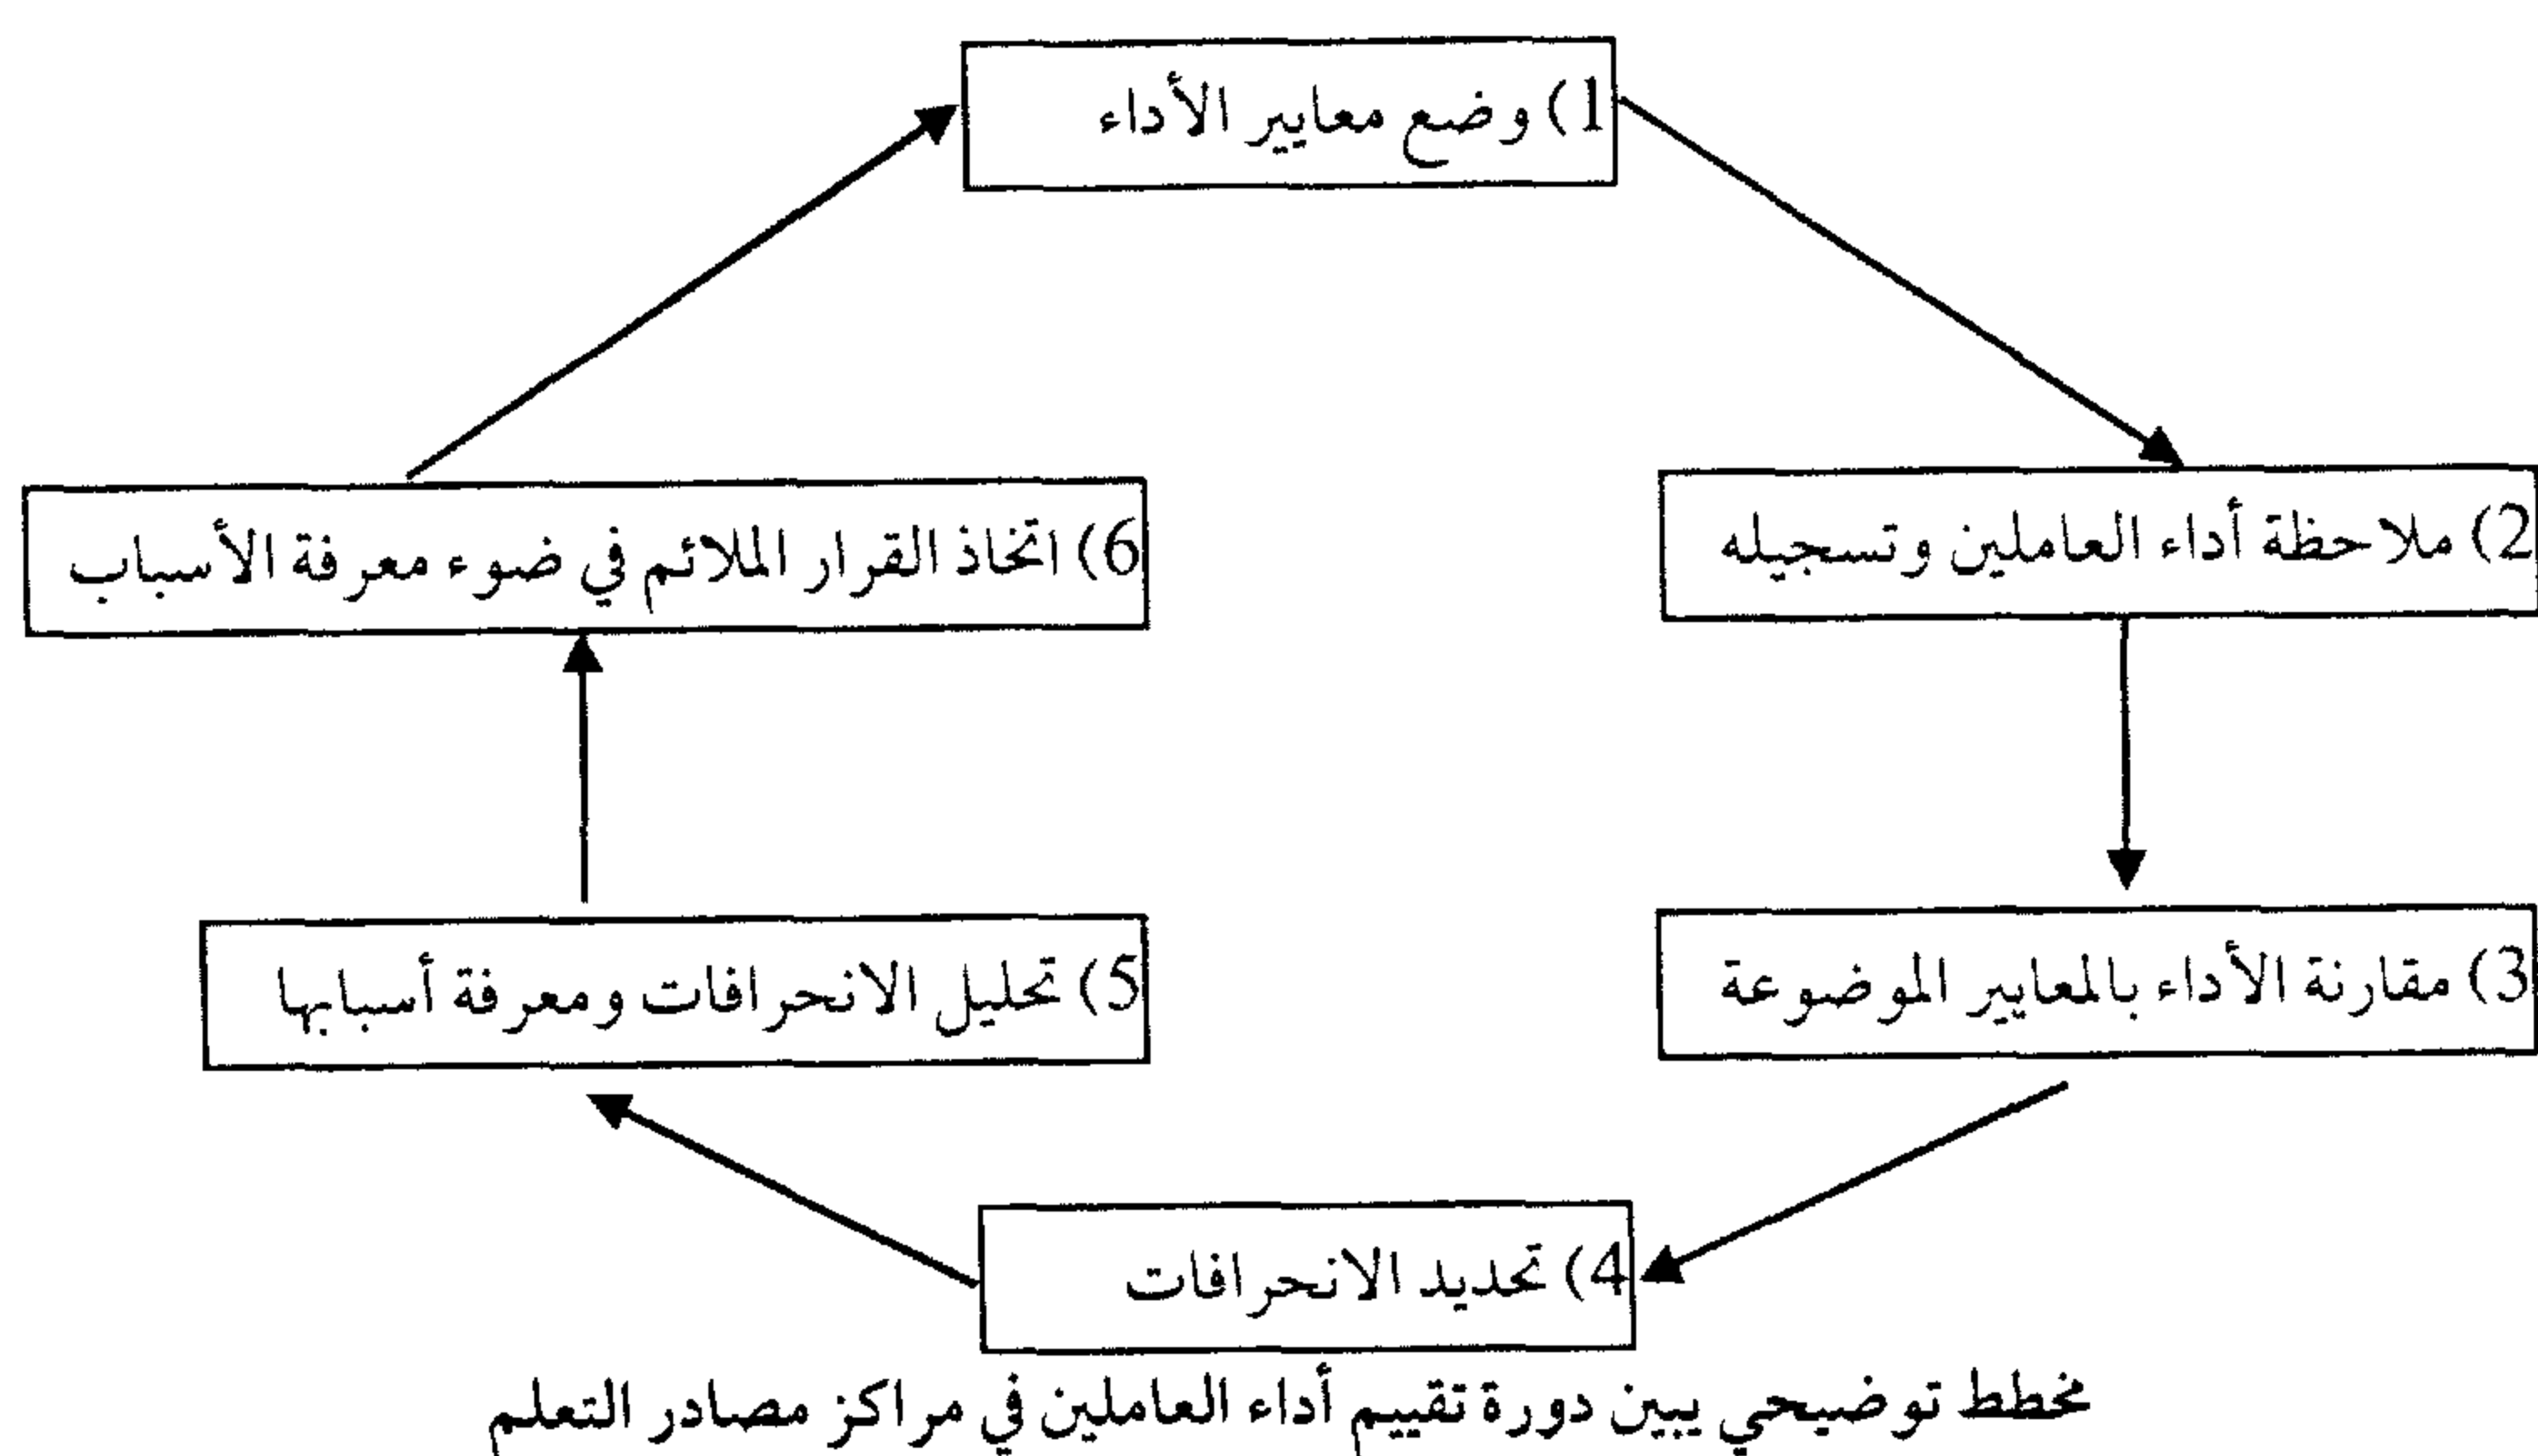 1) وضع معايير الأداء
2) ملاحظة أداء العاملين وتسجيله
3) مقارنة الأداء بالمعايير الموضوعة
4) تحديد الانحرافات
5) تحليل الانحرافات ومعرفة أسبابها
6) اتخاذ القرار الملائم في ضوء معرفة الأسباب
مخطط توضيحي يبين دورة تقييم أداء العاملين في مراكز مصادر التعلم